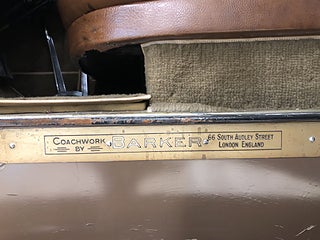 COACHWORK
BY
BARKER
66 SOUTH AUDLEY STREET
LONDON ENGLAND